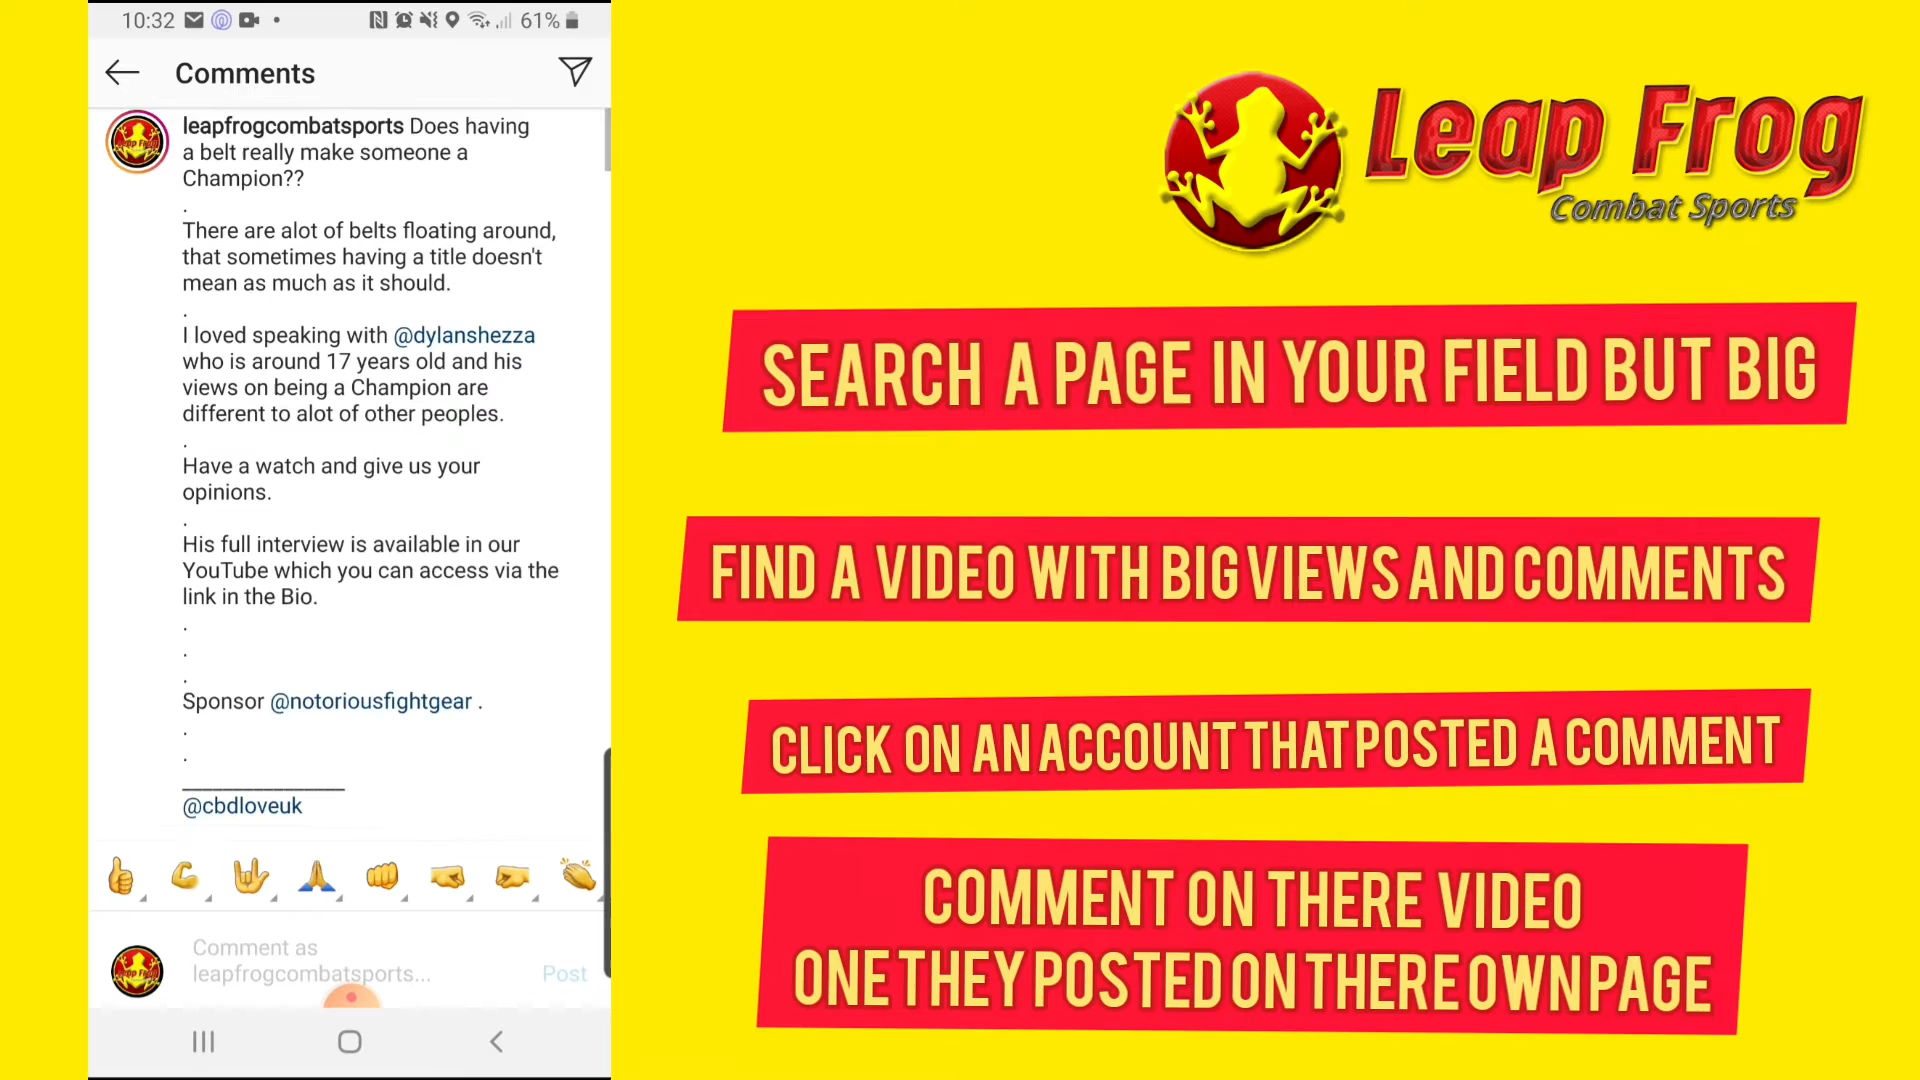 10:32
61%
Comments
leapfrogcombatsports Does having
a belt really make someone a
Champion??
.
There are alot of belts floating around,
that sometimes having a title doesn't
mean as much as it should.
.
I loved speaking with @dylanshezza
who is around 17 years old and his
views on being a Champion are
different to alot of other peoples.
.
Have a watch and give us your
opinions.
.
His full interview is available in our
YouTube which you can access via the
link in the Bio.
.
.
.
Sponsor @notoriousfightgear .
.
.
________________
@cbdloveuk
Comment as
leapfrogcombatsports...
Post
Leap Frog
Combat Sports
SEARCH A PAGE IN YOUR FIELD BUT BIG
FIND A VIDEO WITH BIG VIEWS AND COMMENTS
CLICK ON AN ACCOUNT THAT POSTED A COMMENT
COMMENT ON THERE VIDEO
ONE THEY POSTED ON THERE OWN PAGE